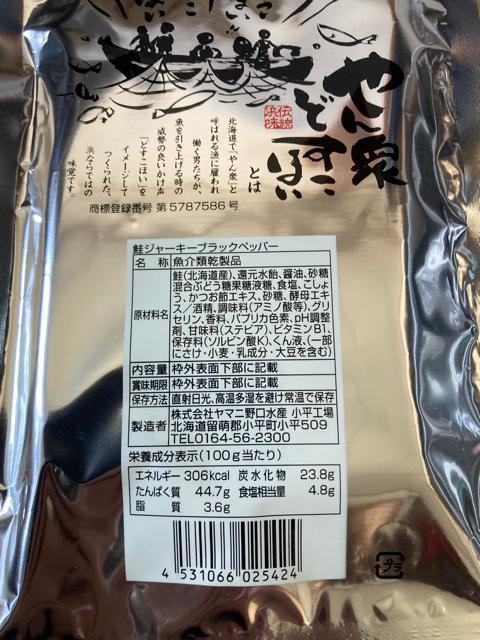 やん衆
どすこほい
伝統
浜味
とは
北海道で「やん衆」と
呼ばれる漁に雇われ
働く男たちが、
魚を引き上げる時の
威勢の良いかけ声
「どすこほい」を
イメージして
つくられた、
浜ならではの
味覚です。
商標登録番号 第5787586号
鮭ジャーキーブラックペッパー
名 称 魚介類乾製品
原材料名 鮭(北海道産)、還元水飴、醤油、砂糖
混合ぶどう糖果糖液糖、食塩、こしょ
う、かつお節エキス、砂糖、酵母エキ
ス/酒精、調味料(アミノ酸等)、グリ
セリン、香料、パプリカ色素、pH調整
剤、甘味料(ステビア)、ビタミンB1、
保存料(ソルビン酸K)、くん液、(一部
にさけ・小麦・乳成分・大豆を含む)
内容量 枠外表面下部に記載
賞味期限 枠外表面下部に記載
保存方法 直射日光、高温多湿を避け常温で保存
製造者 株式会社ヤマニ野口水産 小平工場
北海道留萌郡小平町小平509
TEL0164-56-2300
栄養成分表示(100g当たり)
エネルギー 306kcal 炭水化物 23.8g
たんぱく質 44.7g 食塩相当量 4.8g
脂 質 3.6g
4 531066 025424
プラ